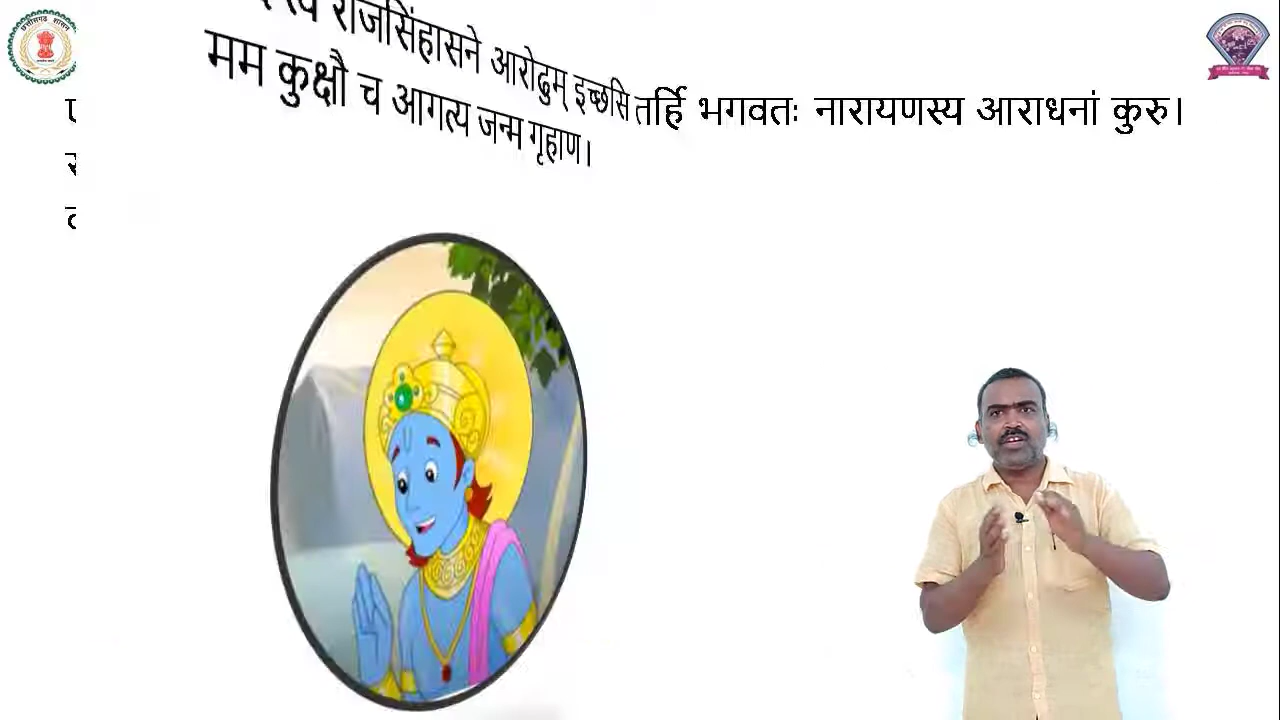 राजसिंहासने आरोढुम् इच्छसि तर्हि भगवतः नारायणस्य आराधनां कुरु।
मम कुक्षौ च आगत्य जन्म गृहाण।